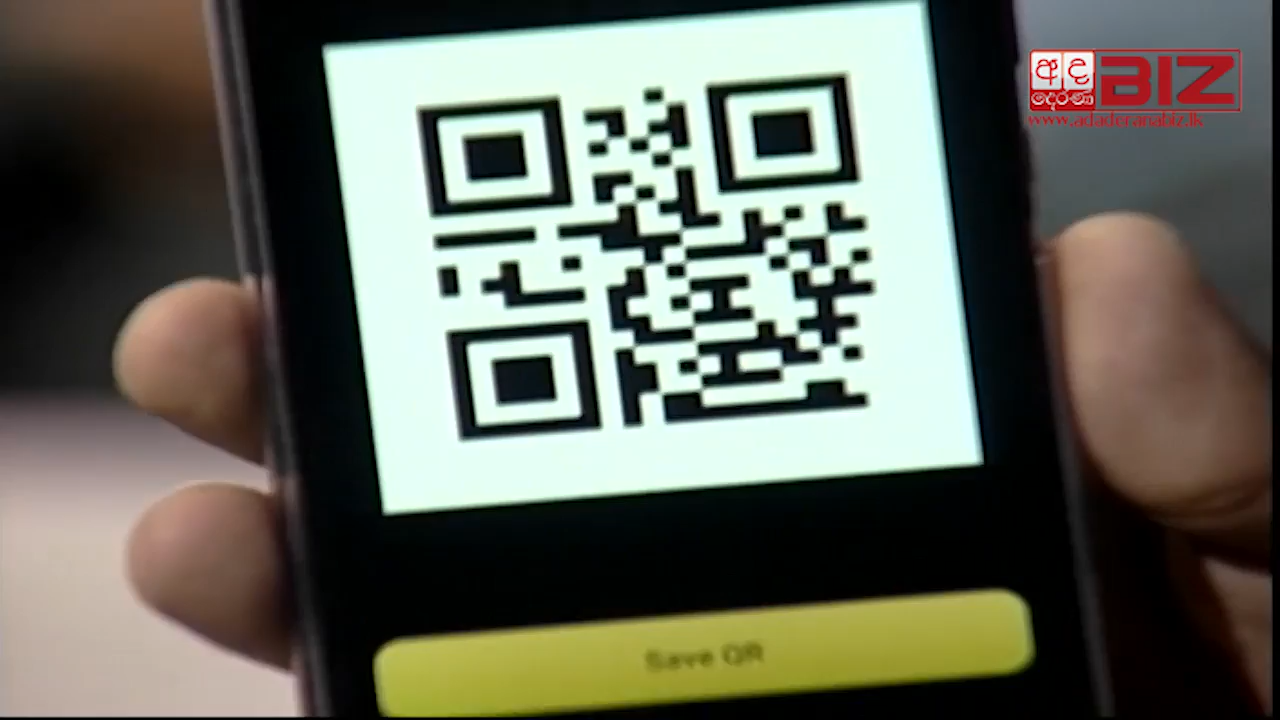 අද
දෙරණ
BIZ
www.adaderanabiz.lk
Save QR